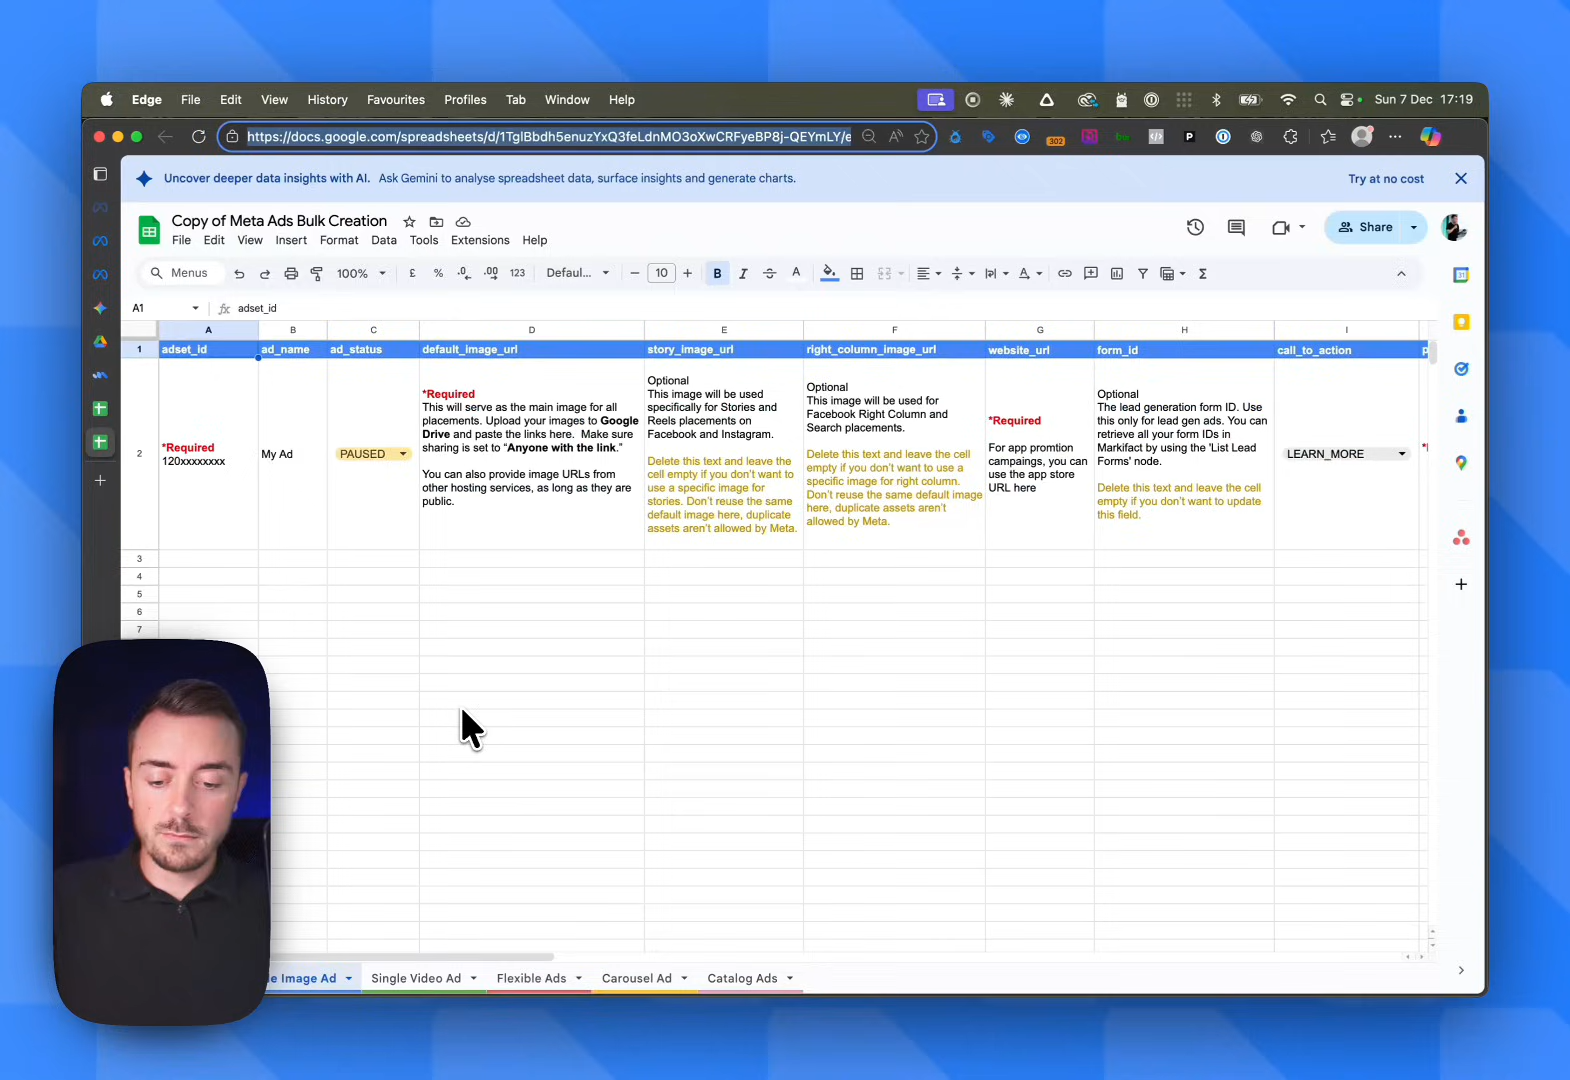 Edge File Edit View History Favourites Profiles Tab Window Help Sun 7 Dec 17:19
https://docs.google.com/spreadsheets/d/1TglBbdh5enuzYxQ3feLdnMO3oXwCRFyeBP8j-QEYmLY/e
302
P
Uncover deeper data insights with AI. Ask Gemini to analyse spreadsheet data, surface insights and generate charts. Try at no cost
Copy of Meta Ads Bulk Creation
File Edit View Insert Format Data Tools Extensions Help
Share
Menus 100% £ % .0 .00 123 Defaul... 10 B I
A1 fx adset_id
A B C D E F G H I
1 adset_id ad_name ad_status default_image_url story_image_url right_column_image_url website_url form_id call_to_action p
2
*Required
120xxxxxxxx
My Ad
PAUSED
*Required
This will serve as the main image for all
placements. Upload your images to Google
Drive and paste the links here. Make sure
sharing is set to “Anyone with the link.”
You can also provide image URLs from
other hosting services, as long as they are
public.
Optional
This image will be used
specifically for Stories and
Reels placements on
Facebook and Instagram.
Delete this text and leave the
cell empty if you don’t want to
use a specific image for
stories. Don’t reuse the same
default image here, duplicate
assets aren’t allowed by Meta.
Optional
This image will be used for
Facebook Right Column and
Search placements.
Delete this text and leave the cell
empty if you don’t want to use a
specific image for right column.
Don’t reuse the same default image
here, duplicate assets aren’t
allowed by Meta.
*Required
For app promtion
campaings, you can
use the app store
URL here
Optional
The lead generation form ID. Use
this only for lead gen ads. You can
retrieve all your form IDs in
Markifact by using the 'List Lead
Forms' node.
Delete this text and leave the cell
empty if you don’t want to update
this field.
LEARN_MORE
3
4
5
6
7
e Image Ad Single Video Ad Flexible Ads Carousel Ad Catalog Ads